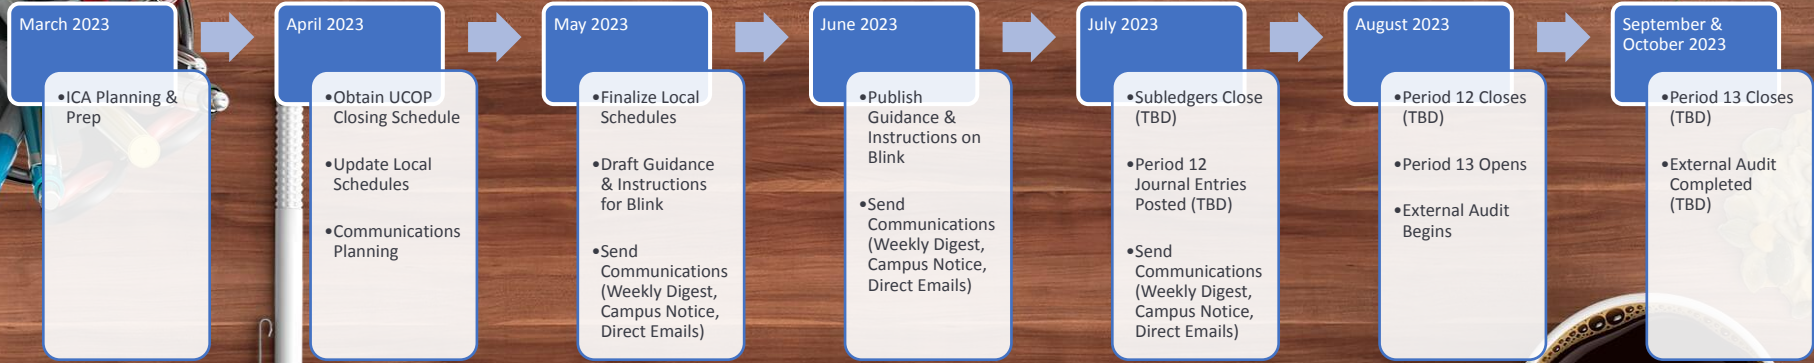 March 2023
•ICA Planning &
Prep
April 2023
•Obtain UCOP
Closing Schedule
•Update Local
Schedules
•Communications
Planning
May 2023
•Finalize Local
Schedules
•Draft Guidance
& Instructions
for Blink
•Send
Communications
(Weekly Digest,
Campus Notice,
Direct Emails)
June 2023
•Publish
Guidance &
Instructions on
Blink
•Send
Communications
(Weekly Digest,
Campus Notice,
Direct Emails)
July 2023
•Subledgers Close
(TBD)
•Period 12
Journal Entries
Posted (TBD)
•Send
Communications
(Weekly Digest,
Campus Notice,
Direct Emails)
August 2023
•Period 12 Closes
(TBD)
•Period 13 Opens
•External Audit
Begins
September &
October 2023
•Period 13 Closes
(TBD)
•External Audit
Completed
(TBD)